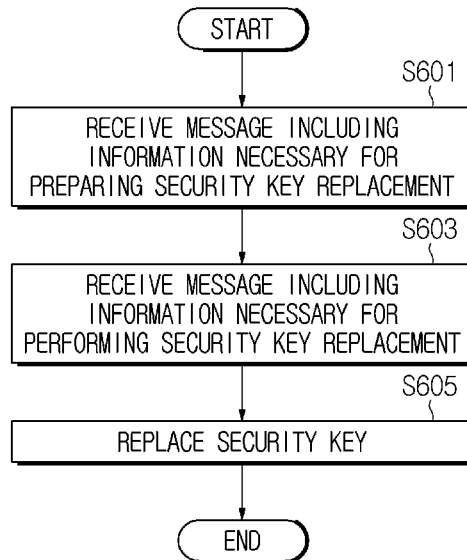 START
S601
RECEIVE MESSAGE INCLUDING
INFORMATION NECESSARY FOR
PREPARING SECURITY KEY REPLACEMENT
S603
RECEIVE MESSAGE INCLUDING
INFORMATION NECESSARY FOR
PERFORMING SECURITY KEY REPLACEMENT
S605
REPLACE SECURITY KEY
END